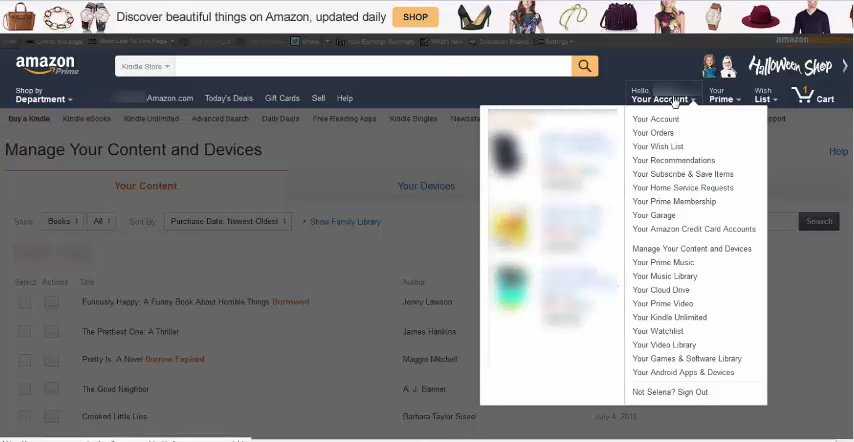 Discover beautiful things on Amazon, updated daily
SHOP
amazon
amazon
Prime
Kindle Store
Halloween Shop
Shop by
Department
Amazon.com Today's Deals Gift Cards Sell Help
Hello,
Your Account
Your
Prime
Wish
List
1
Cart
Buy a Kindle Kindle eBooks Kindle Unlimited Advanced Search Daily Deals Free Reading Apps Kindle Singles Newssta
Manage Your Content and Devices
Help
Your Content
Your Devices
Show Books All Sort By Purchase Date: Newest-Oldest Show Family Library
Search
Select Actions Title Author
Furiously Happy: A Funny Book About Horrible Things Borrowed Jenny Lawson
The Prettiest One: A Thriller James Hankins
Pretty Is: A Novel Borrow Expired Maggie Mitchell
The Good Neighbor A. J. Banner
Crooked Little Lies Barbara Taylor Sissel July 4, 2015
Your Account
Your Orders
Your Wish List
Your Recommendations
Your Subscribe & Save Items
Your Home Service Requests
Your Prime Membership
Your Garage
Your Amazon Credit Card Accounts
Manage Your Content and Devices
Your Prime Music
Your Music Library
Your Cloud Drive
Your Prime Video
Your Kindle Unlimited
Your Watchlist
Your Video Library
Your Games & Software Library
Your Android Apps & Devices
Not Selena? Sign Out